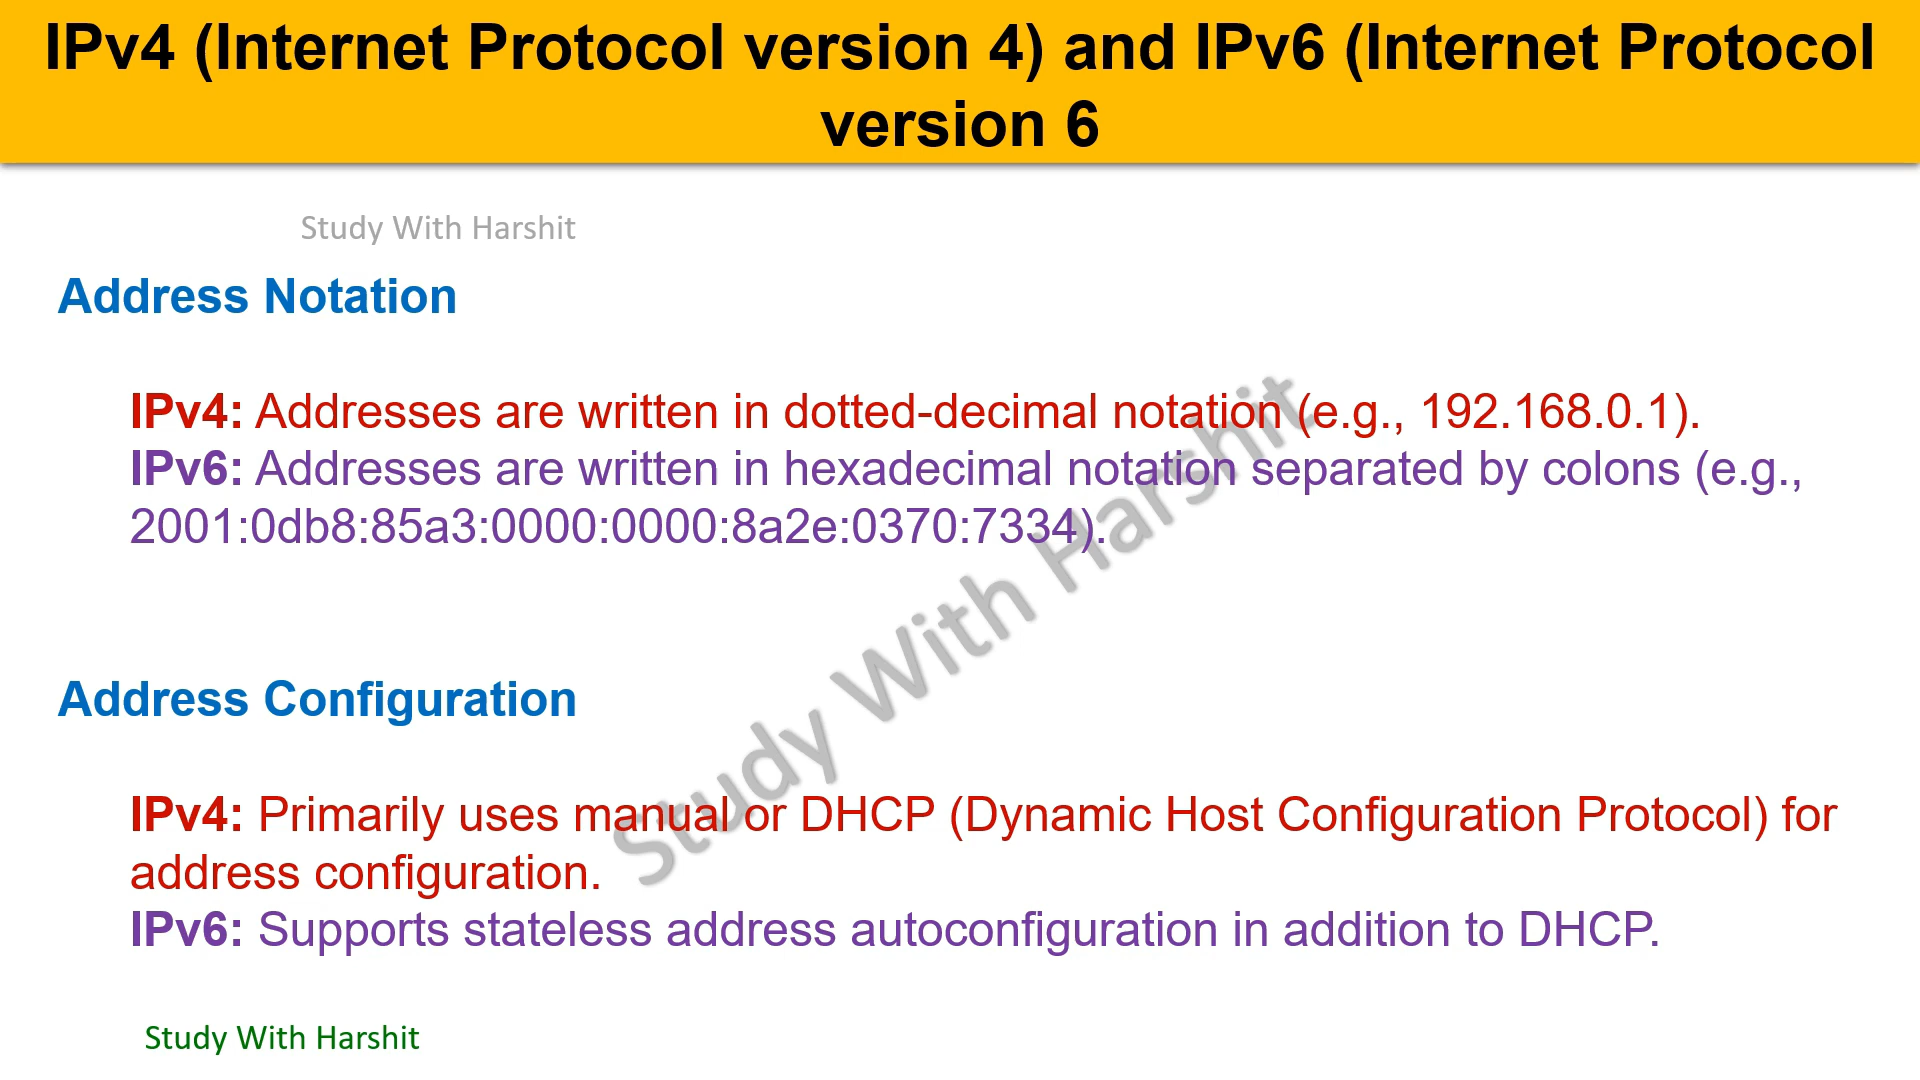 IPv4 (Internet Protocol version 4) and IPv6 (Internet Protocol
version 6
Study With Harshit
Address Notation
IPv4: Addresses are written in dotted-decimal notation (e.g., 192.168.0.1).
IPv6: Addresses are written in hexadecimal notation separated by colons (e.g.,
2001:0db8:85a3:0000:0000:8a2e:0370:7334).
Study With Harshit
Address Configuration
IPv4: Primarily uses manual or DHCP (Dynamic Host Configuration Protocol) for
address configuration.
IPv6: Supports stateless address autoconfiguration in addition to DHCP.
Study With Harshit